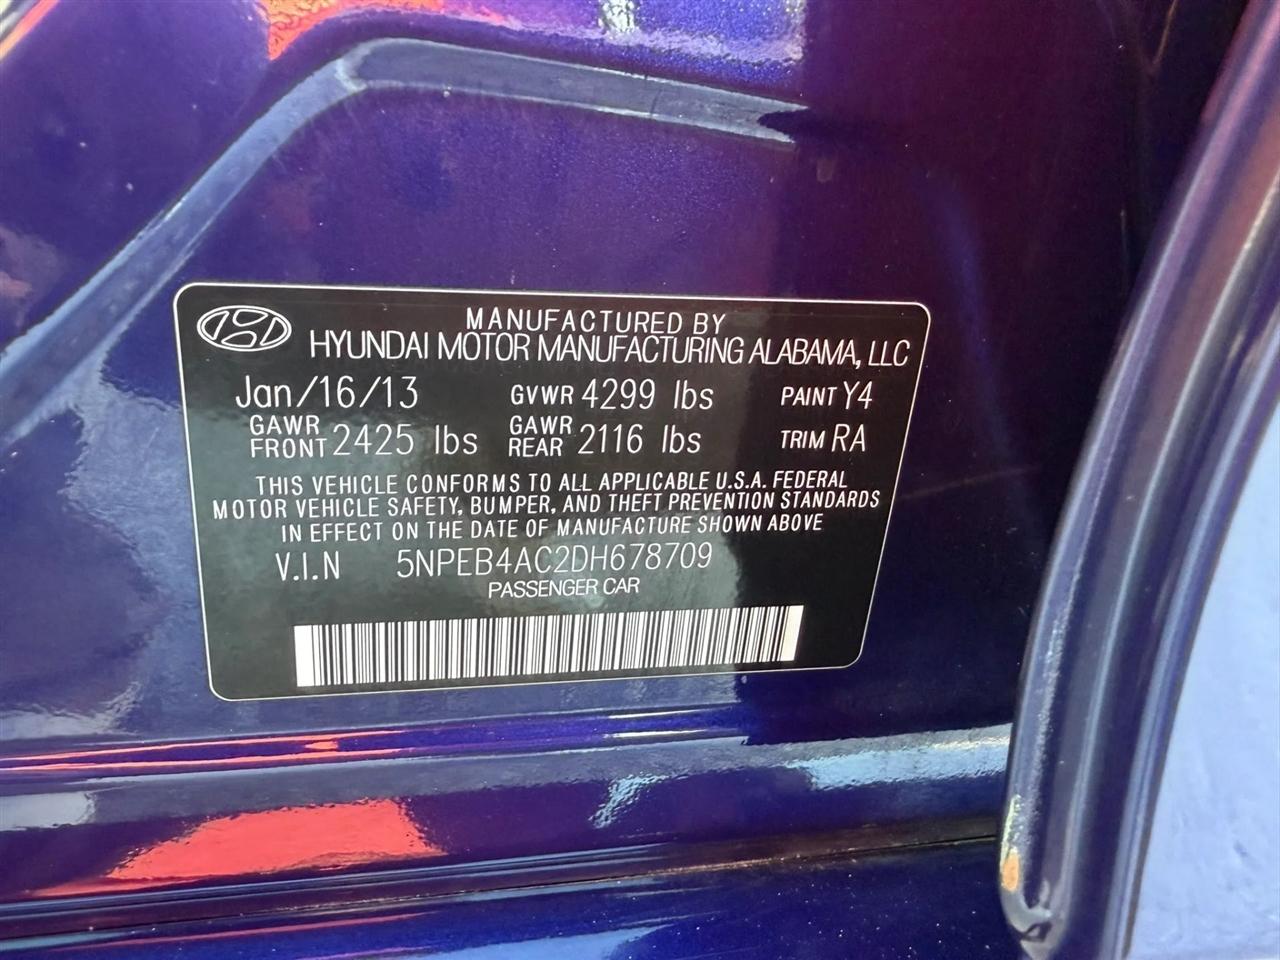 MANUFACTURED BY
HYUNDAI MOTOR MANUFACTURING ALABAMA, LLC
Jan/16/13 GVWR 4299 lbs PAINT Y4
GAWR FRONT 2425 lbs GAWR REAR 2116 lbs TRIM RA
THIS VEHICLE CONFORMS TO ALL APPLICABLE U.S.A. FEDERAL
MOTOR VEHICLE SAFETY, BUMPER, AND THEFT PREVENTION STANDARDS
IN EFFECT ON THE DATE OF MANUFACTURE SHOWN ABOVE
V.I.N 5NPEB4AC2DH678709
PASSENGER CAR